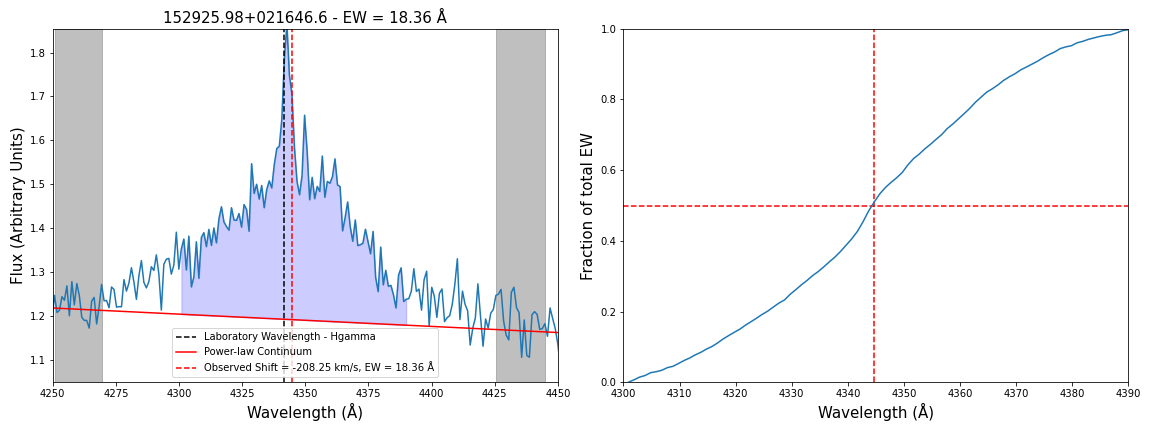 152925.98+021646.6 - EW = 18.36 Å
Flux (Arbitrary Units)
1.8
1.7
1.6
1.5
1.4
1.3
1.2
1.1
Laboratory Wavelength - Hgamma
Power-law Continuum
Observed Shift = -208.25 km/s, EW = 18.36 Å
4250 4275 4300 4325 4350 4375 4400 4425 4450
Wavelength (Å)
Fraction of total EW
1.0
0.8
0.6
0.4
0.2
0.0
4300 4310 4320 4330 4340 4350 4360 4370 4380 4390
Wavelength (Å)